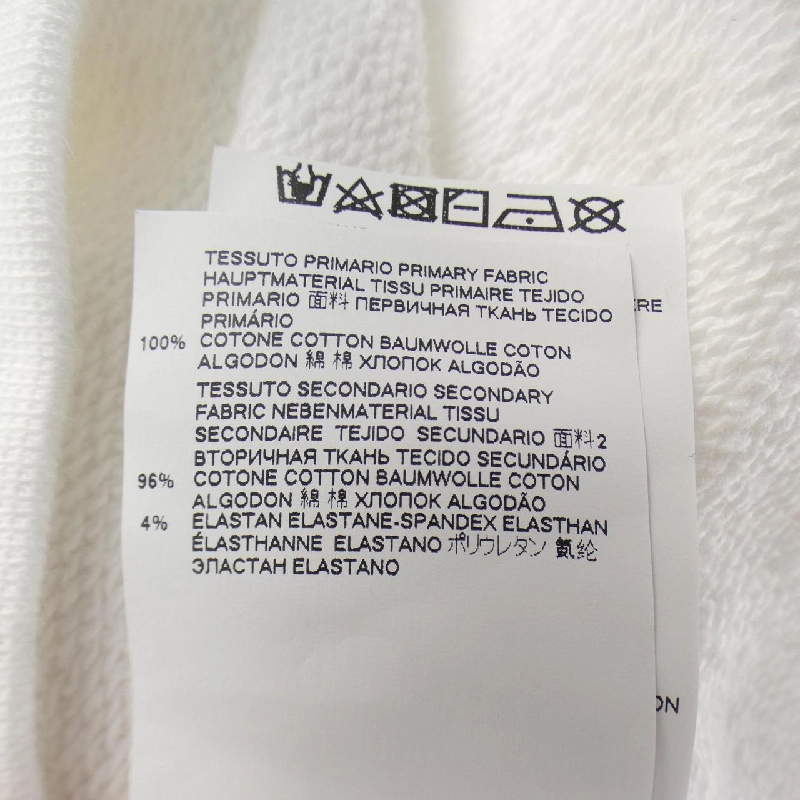 TESSUTO PRIMARIO PRIMARY FABRIC
HAUPTMATERIAL TISSU PRIMAIRE TEJIDO
PRIMARIO 面料 ПЕРВИЧНАЯ ТКАНЬ TECIDO
PRIMÁRIO
100% COTONE COTTON BAUMWOLLE COTON
ALGODON 綿 棉 ХЛОПОК ALGODÃO
TESSUTO SECONDARIO SECONDARY
FABRIC NEBENMATERIAL TISSU
SECONDAIRE TEJIDO SECUNDARIO 面料2
ВТОРИЧНАЯ ТКАНЬ TECIDO SECUNDÁRIO
96% COTONE COTTON BAUMWOLLE COTON
ALGODON 綿 棉 ХЛОПОК ALGODÃO
4% ELASTAN ELASTANE-SPANDEX ELASTHAN
ÉLASTHANNE ELASTANO ポリウレタン 氨纶
ЭЛАСТАН ELASTANO
ERE
ON